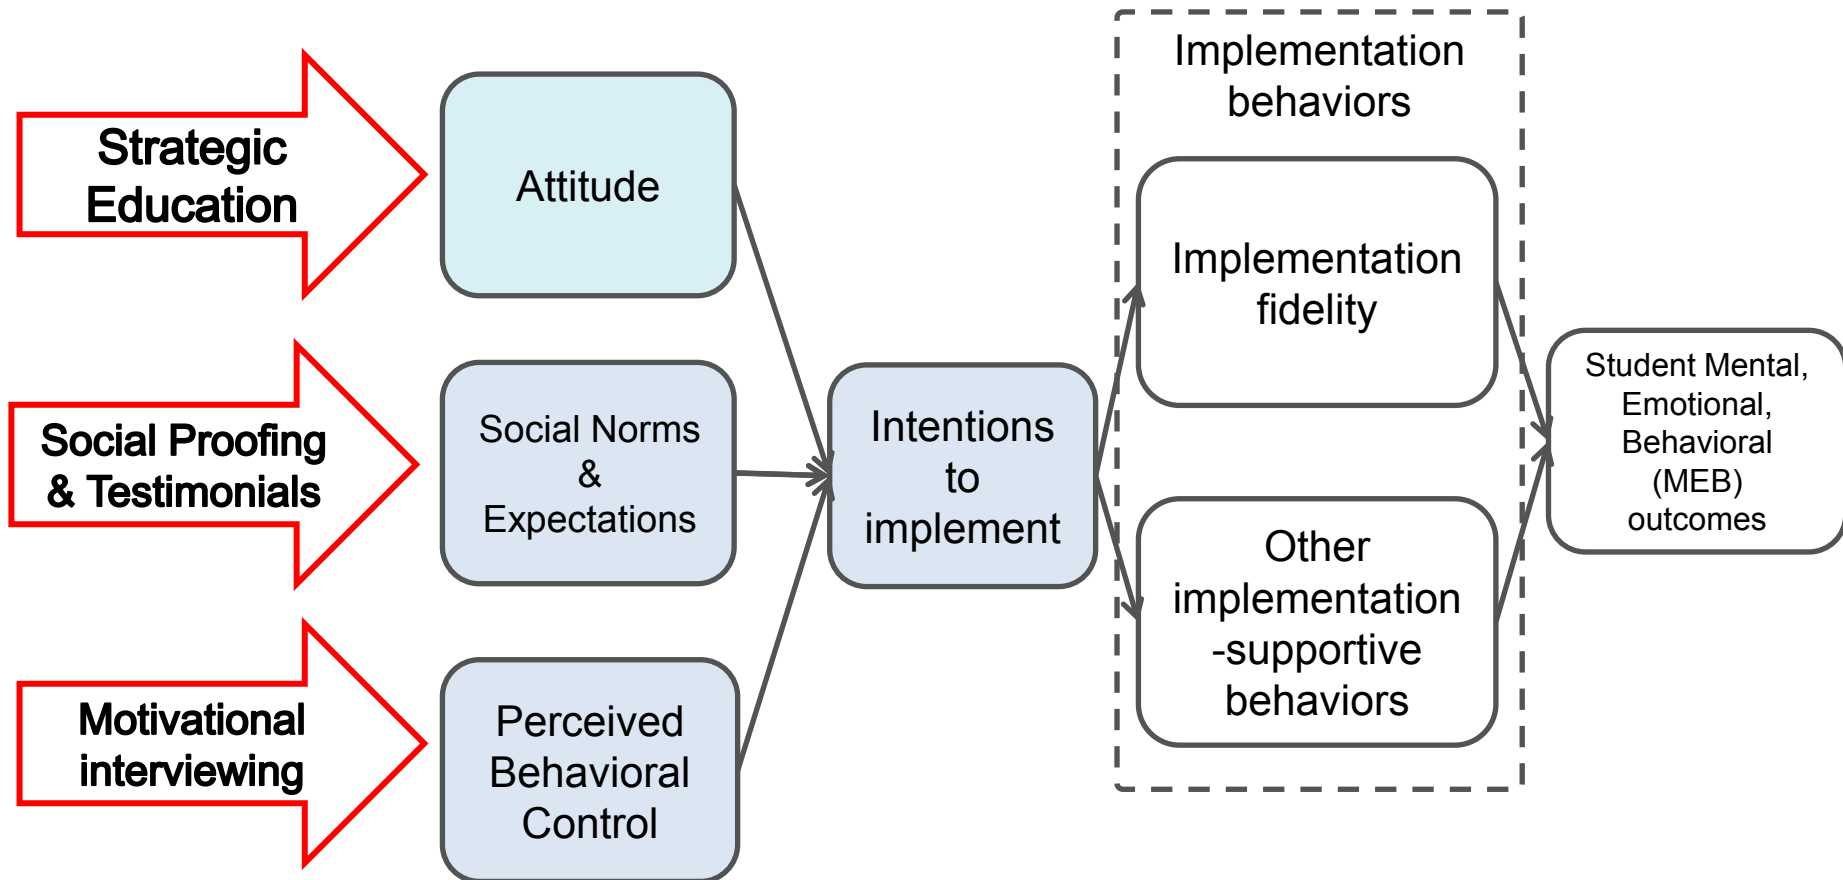 Strategic
Education
Attitude
Social Proofing
& Testimonials
Social Norms
&
Expectations
Motivational
interviewing
Perceived
Behavioral
Control
Intentions
to
implement
Implementation
behaviors
Implementation
fidelity
Other
implementation
-supportive
behaviors
Student Mental,
Emotional,
Behavioral
(MEB)
outcomes